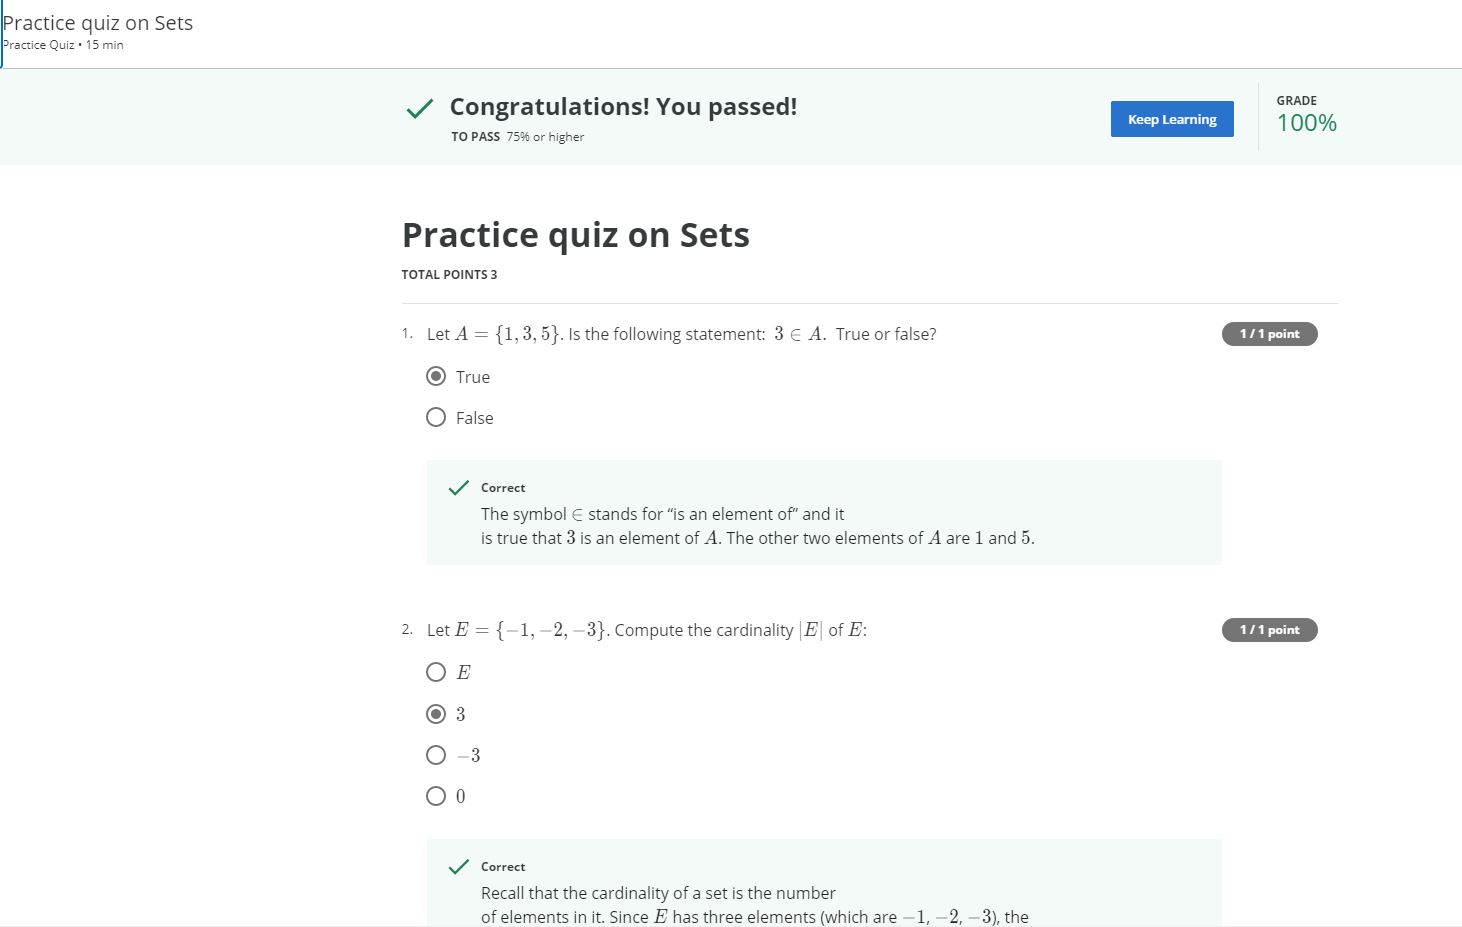 Practice quiz on Sets
Practice Quiz • 15 min
Congratulations! You passed!
TO PASS 75% or higher
Keep Learning
GRADE
100%
Practice quiz on Sets
TOTAL POINTS 3
1. Let A = {1, 3, 5}. Is the following statement: 3 ∈ A. True or false?
1 / 1 point
True
False
Correct
The symbol ∈ stands for “is an element of” and it
is true that 3 is an element of A. The other two elements of A are 1 and 5.
2. Let E = {−1, −2, −3}. Compute the cardinality |E| of E:
1 / 1 point
E
3
−3
0
Correct
Recall that the cardinality of a set is the number
of elements in it. Since E has three elements (which are −1, −2, −3), the